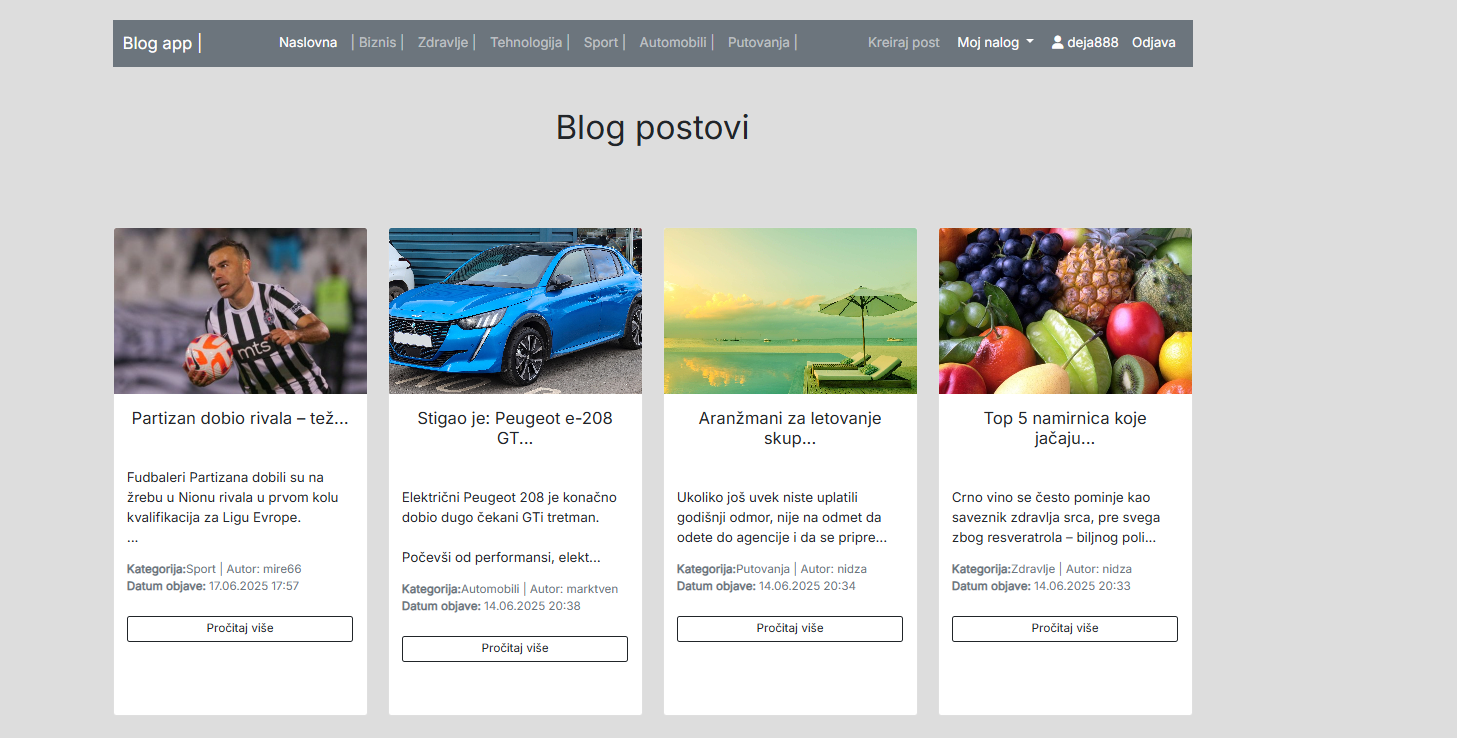 Blog app | Naslovna | Biznis | Zdravlje | Tehnologija | Sport | Automobili | Putovanja | Kreiraj post Moj nalog deja888 Odjava
Blog postovi
mts
Partizan dobio rivala – tež...
Fudbaleri Partizana dobili su na
žrebu u Nionu rivala u prvom kolu
kvalifikacija za Ligu Evrope.
...
Kategorija:Sport | Autor: mire66
Datum objave: 17.06.2025 17:57
Pročitaj više
Stigao je: Peugeot e-208
GT...
Električni Peugeot 208 je konačno
dobio dugo čekani GTi tretman.
Počevši od performansi, elekt...
Kategorija:Automobili | Autor: marktven
Datum objave: 14.06.2025 20:38
Pročitaj više
Aranžmani za letovanje
skup...
Ukoliko još uvek niste uplatili
godišnji odmor, nije na odmet da
odete do agencije i da se pripre...
Kategorija:Putovanja | Autor: nidza
Datum objave: 14.06.2025 20:34
Pročitaj više
Top 5 namirnica koje
jačaju...
Crno vino se često pominje kao
saveznik zdravlja srca, pre svega
zbog resveratrola – biljnog poli...
Kategorija:Zdravlje | Autor: nidza
Datum objave: 14.06.2025 20:33
Pročitaj više